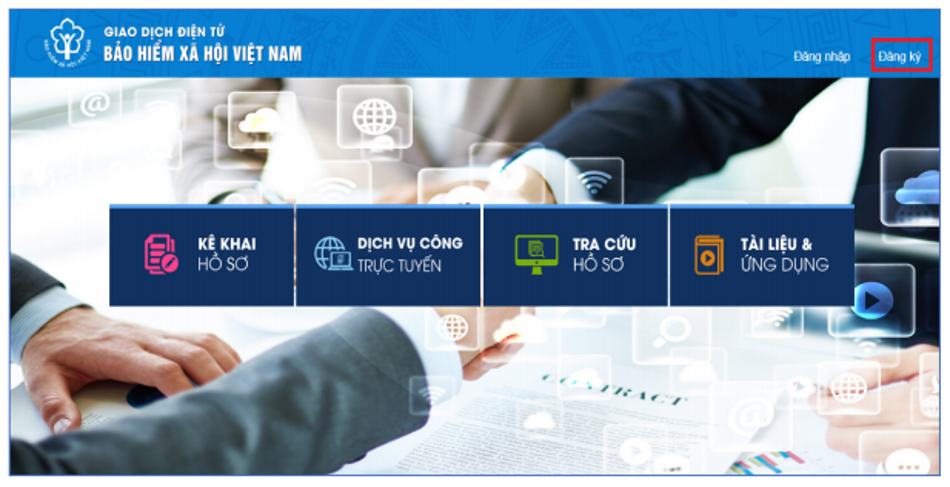 GIAO DỊCH ĐIỆN TỬ
BẢO HIỂM XÃ HỘI VIỆT NAM
Đăng nhập Đăng ký
KÊ KHAI
HỒ SƠ
DỊCH VỤ CÔNG
TRỰC TUYẾN
TRA CỨU
HỒ SƠ
TÀI LIỆU &
ỨNG DỤNG
CONTRACT